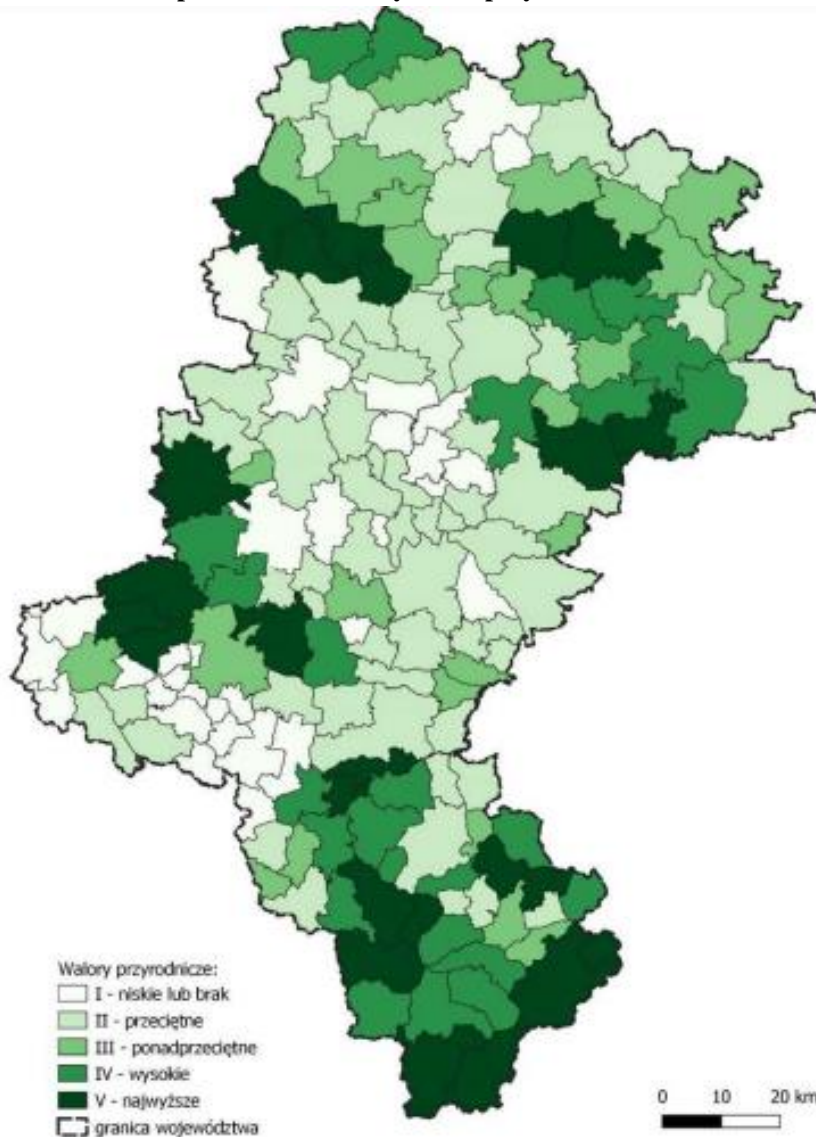 Walory przyrodnicze:
I - niskie lub brak
II - przeciętne
III - ponadprzeciętne
IV - wysokie
V - najwyższe
granica województwa
0 10 20 km